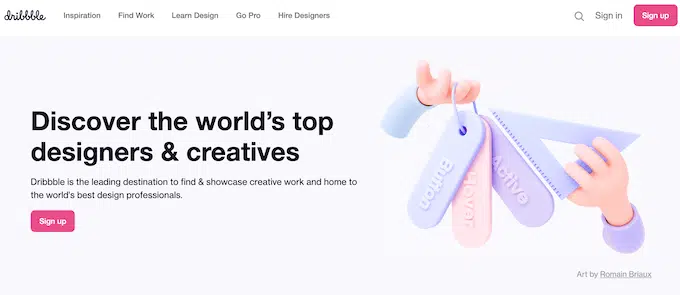 dribbble
Inspiration
Find Work
Learn Design
Go Pro
Hire Designers
Sign in
Sign up
Discover the world's top
designers & creatives
Dribbble is the leading destination to find & showcase creative work and home to
the world's best design professionals.
Sign up
Button
Hover
Active
Art by Romain Briaux